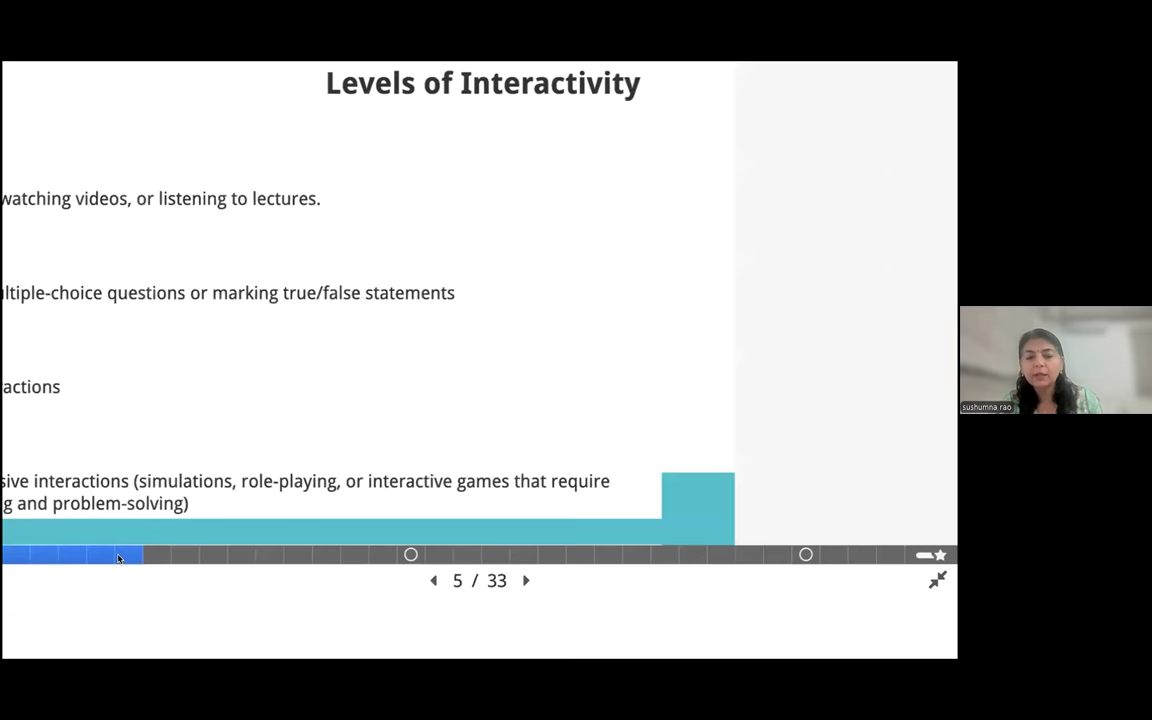 Levels of Interactivity
watching videos, or listening to lectures.
ltiple-choice questions or marking true/false statements
actions
sive interactions (simulations, role-playing, or interactive games that require
g and problem-solving)
5 / 33
sushumna rao